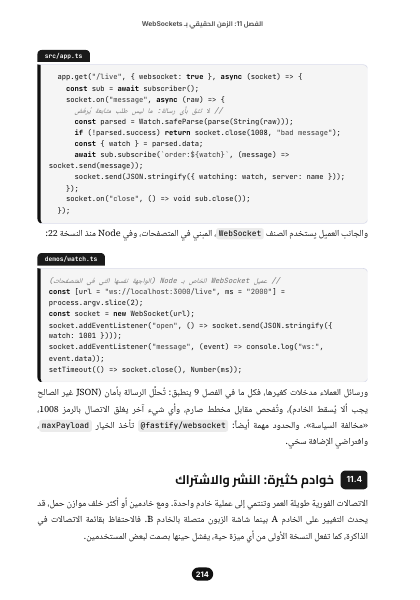 الفصل 11: الزمن الحقيقي بـ WebSockets
src/app.ts
app.get("/live", { websocket: true }, async (socket) => {
const sub = await subscriber();
socket.on("message", async (raw) => {
// لا تثق بأي رسالة: ما ليس طلب متابعة يُرفض
const parsed = Watch.safeParse(parse(String(raw)));
if (!parsed.success) return socket.close(1008, "bad message");
const { watch } = parsed.data;
await sub.subscribe(`order:${watch}`, (message) =>
socket.send(message));
socket.send(JSON.stringify({ watching: watch, server: name }));
});
socket.on("close", () => void sub.close());
});
والجانب العميل يستخدم الصنف WebSocket، المبني في المتصفحات، وفي Node منذ النسخة 22:
demos/watch.ts
// عميل WebSocket الخاص بـ Node (الواجهة نفسها التي في المتصفحات)
const [url = "ws://localhost:3000/live", ms = "2000"] =
process.argv.slice(2);
const socket = new WebSocket(url);
socket.addEventListener("open", () => socket.send(JSON.stringify({
watch: 1001 })));
socket.addEventListener("message", (event) => console.log("ws:",
event.data));
setTimeout(() => socket.close(), Number(ms));
ورسائل العملاء مدخلات كغيرها، فكل ما في الفصل 9 ينطبق: تُحلَّل الرسالة بأمان (JSON غير الصالح
يجب ألا يُسقط الخادم)، وتُفحص مقابل مخطط صارم، وأي شيء آخر يغلق الاتصال بالرمز 1008،
«مخالفة السياسة». والحدود مهمة أيضًا: @fastify/websocket تأخذ الخيار maxPayload،
وافتراضي الإضافة سخي.
11.4 خوادم كثيرة: النشر والاشتراك
الاتصالات الفورية طويلة العمر وتنتمي إلى عملية خادم واحدة. ومع خادمين أو أكثر خلف موازن حمل، قد
يحدث التغيير على الخادم A بينما شاشة الزبون متصلة بالخادم B. فالاحتفاظ بقائمة الاتصالات في
الذاكرة، كما تفعل النسخة الأولى من أي ميزة حية، يفشل حينها بصمت لبعض المستخدمين.
214